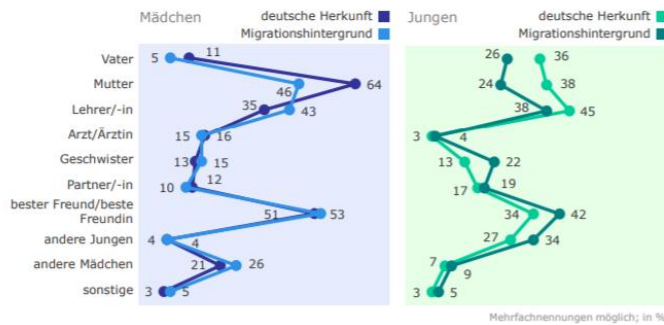 Mädchen
deutsche Herkunft
Migrationshintergrund
Jungen
deutsche Herkunft
Migrationshintergrund
Vater 5 11 26 36
Mutter 46 64 24 38
Lehrer/-in 35 43 38 45
Arzt/Ärztin 15 16 3 4
Geschwister 13 15 13 22
Partner/-in 10 12 17 19
bester Freund/beste
Freundin 51 53 34 42
andere Jungen 4 4 27 34
andere Mädchen 21 26 7 9
sonstige 3 5 3 5
Mehrfachnennungen möglich; in %